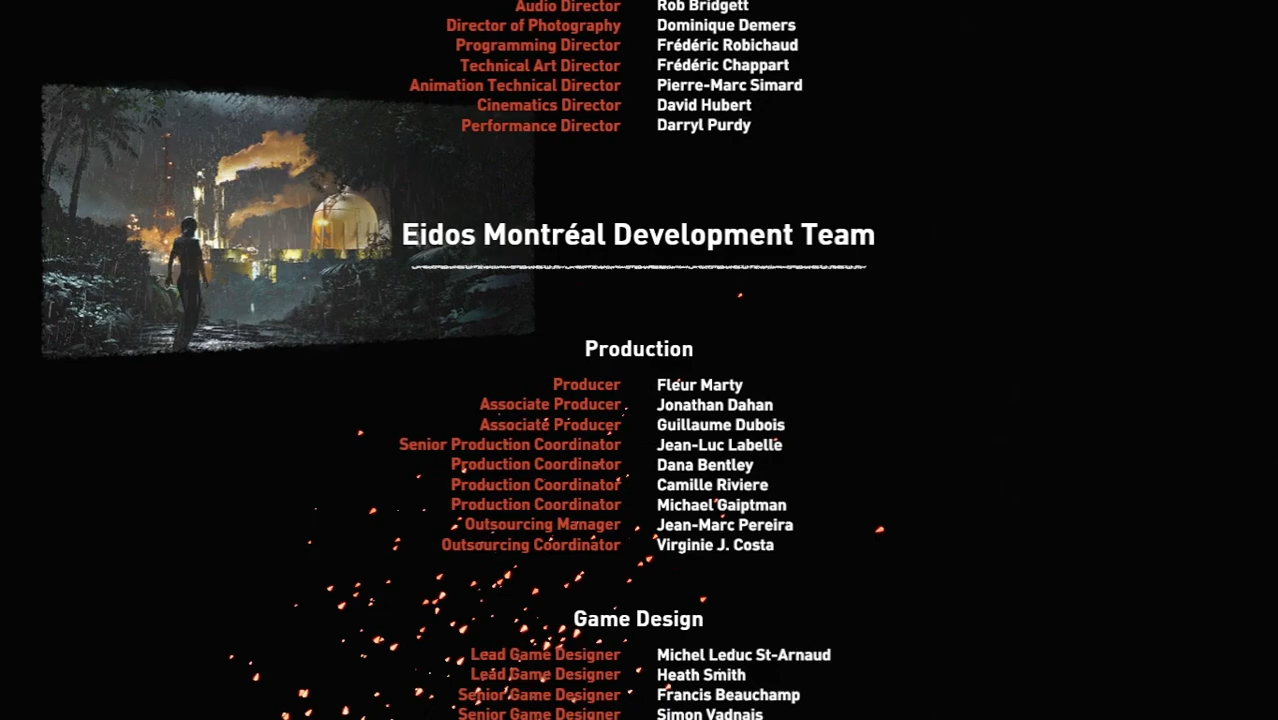 Audio Director Rob Bridgett
Director of Photography Dominique Demers
Programming Director Frédéric Robichaud
Technical Art Director Frédéric Chappart
Animation Technical Director Pierre-Marc Simard
Cinematics Director David Hubert
Performance Director Darryl Purdy
Eidos Montréal Development Team
Production
Producer Fleur Marty
Associate Producer Jonathan Dahan
Associate Producer Guillaume Dubois
Senior Production Coordinator Jean-Luc Labelle
Production Coordinator Dana Bentley
Production Coordinator Camille Riviere
Production Coordinator Michael Gaiptman
Outsourcing Manager Jean-Marc Pereira
Outsourcing Coordinator Virginie J. Costa
Game Design
Lead Game Designer Michel Leduc St-Arnaud
Lead Game Designer Heath Smith
Senior Game Designer Francis Beauchamp
Senior Game Designer Simon Vadnais